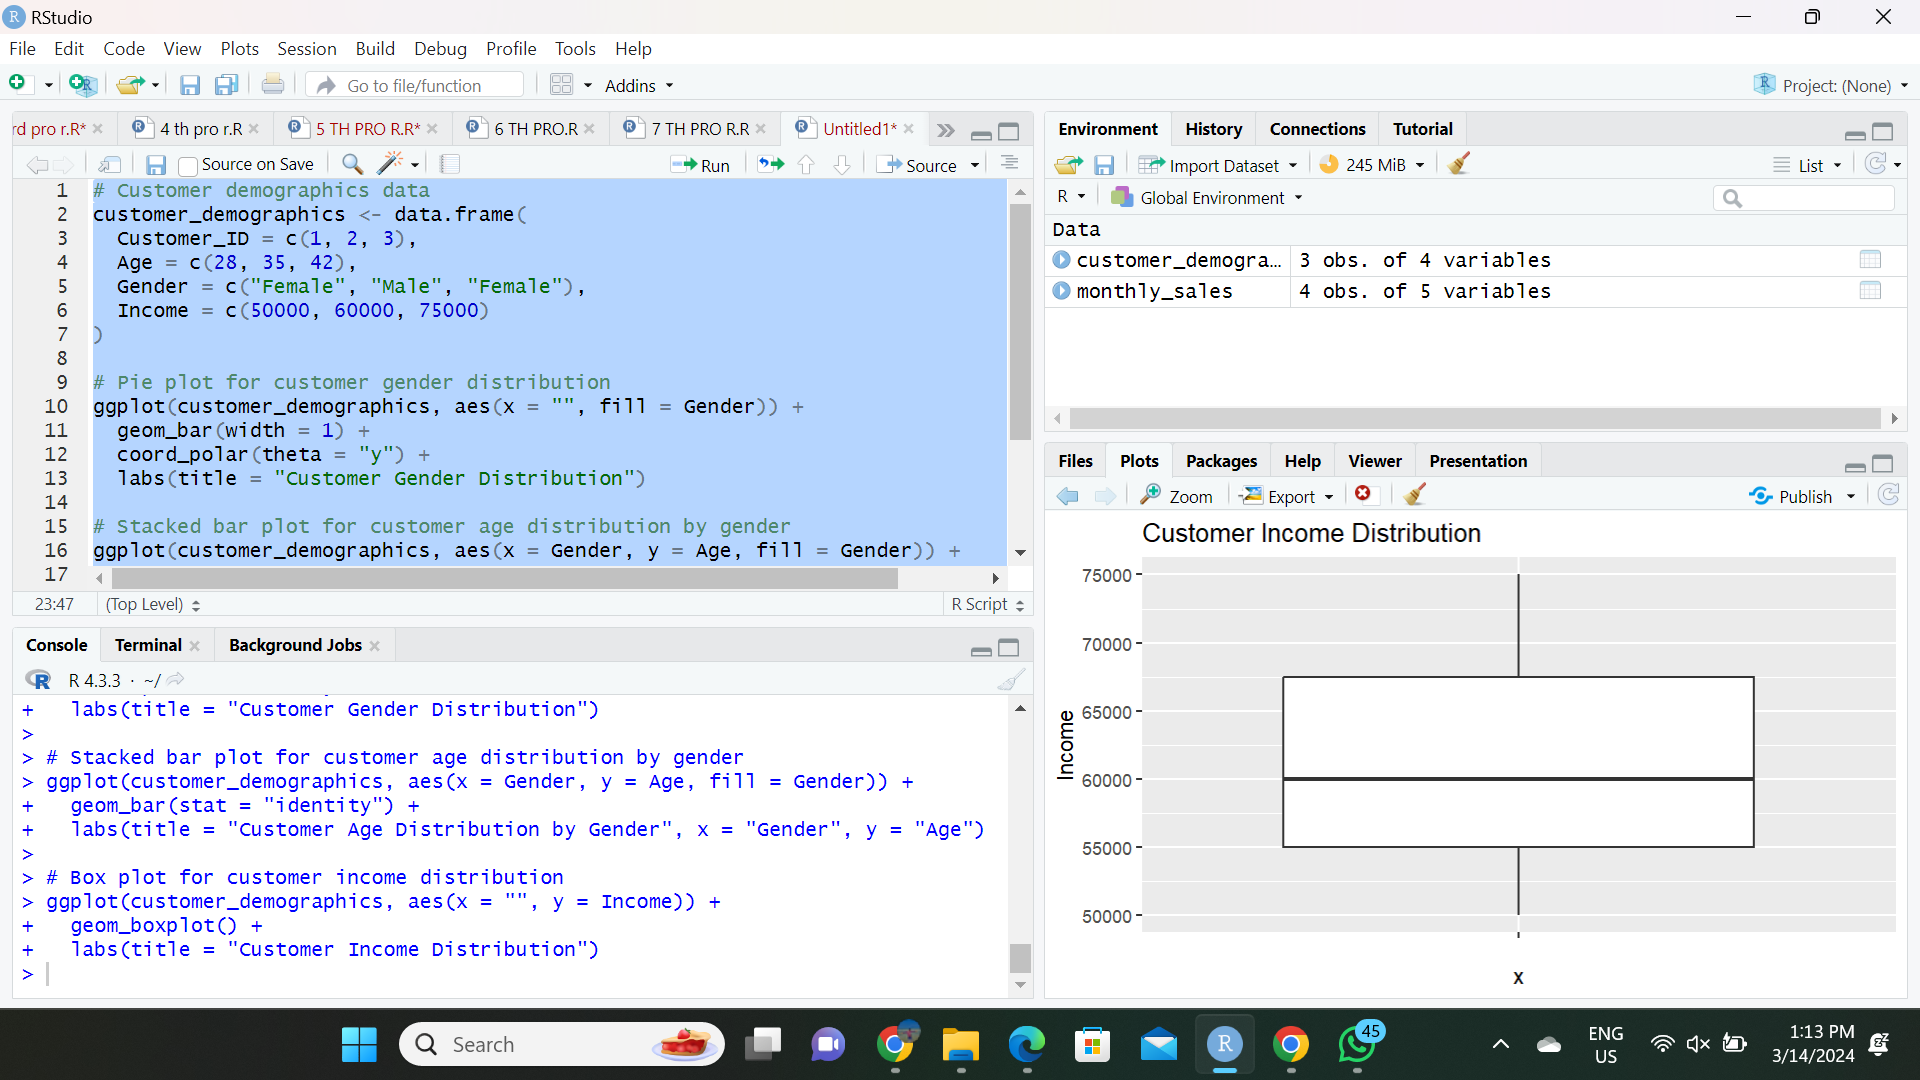 RStudio
File Edit Code View Plots Session Build Debug Profile Tools Help
Go to file/function Addins Project: (None)
rd pro r.R* 4 th pro r.R 5 TH PRO R.R* 6 TH PRO.R 7 TH PRO R.R Untitled1*
Source on Save Run Source
1 # Customer demographics data
2 customer_demographics <- data.frame(
3 Customer_ID = c(1, 2, 3),
4 Age = c(28, 35, 42),
5 Gender = c("Female", "Male", "Female"),
6 Income = c(50000, 60000, 75000)
7 )
8
9 # Pie plot for customer gender distribution
10 ggplot(customer_demographics, aes(x = "", fill = Gender)) +
11 geom_bar(width = 1) +
12 coord_polar(theta = "y") +
13 labs(title = "Customer Gender Distribution")
14
15 # Stacked bar plot for customer age distribution by gender
16 ggplot(customer_demographics, aes(x = Gender, y = Age, fill = Gender)) +
17
23:47 (Top Level) R Script
Console Terminal Background Jobs
R R 4.3.3 · ~/
+ labs(title = "Customer Gender Distribution")
>
> # Stacked bar plot for customer age distribution by gender
> ggplot(customer_demographics, aes(x = Gender, y = Age, fill = Gender)) +
+ geom_bar(stat = "identity") +
+ labs(title = "Customer Age Distribution by Gender", x = "Gender", y = "Age")
>
> # Box plot for customer income distribution
> ggplot(customer_demographics, aes(x = "", y = Income)) +
+ geom_boxplot() +
+ labs(title = "Customer Income Distribution")
>
Environment History Connections Tutorial
Import Dataset 245 MiB List
R Global Environment
Data
customer_demogra… 3 obs. of 4 variables
monthly_sales 4 obs. of 5 variables
Files Plots Packages Help Viewer Presentation
Zoom Export Publish
Customer Income Distribution
75000
70000
65000
60000
55000
50000
Income
x
Search
R
45
ENG
US
1:13 PM
3/14/2024